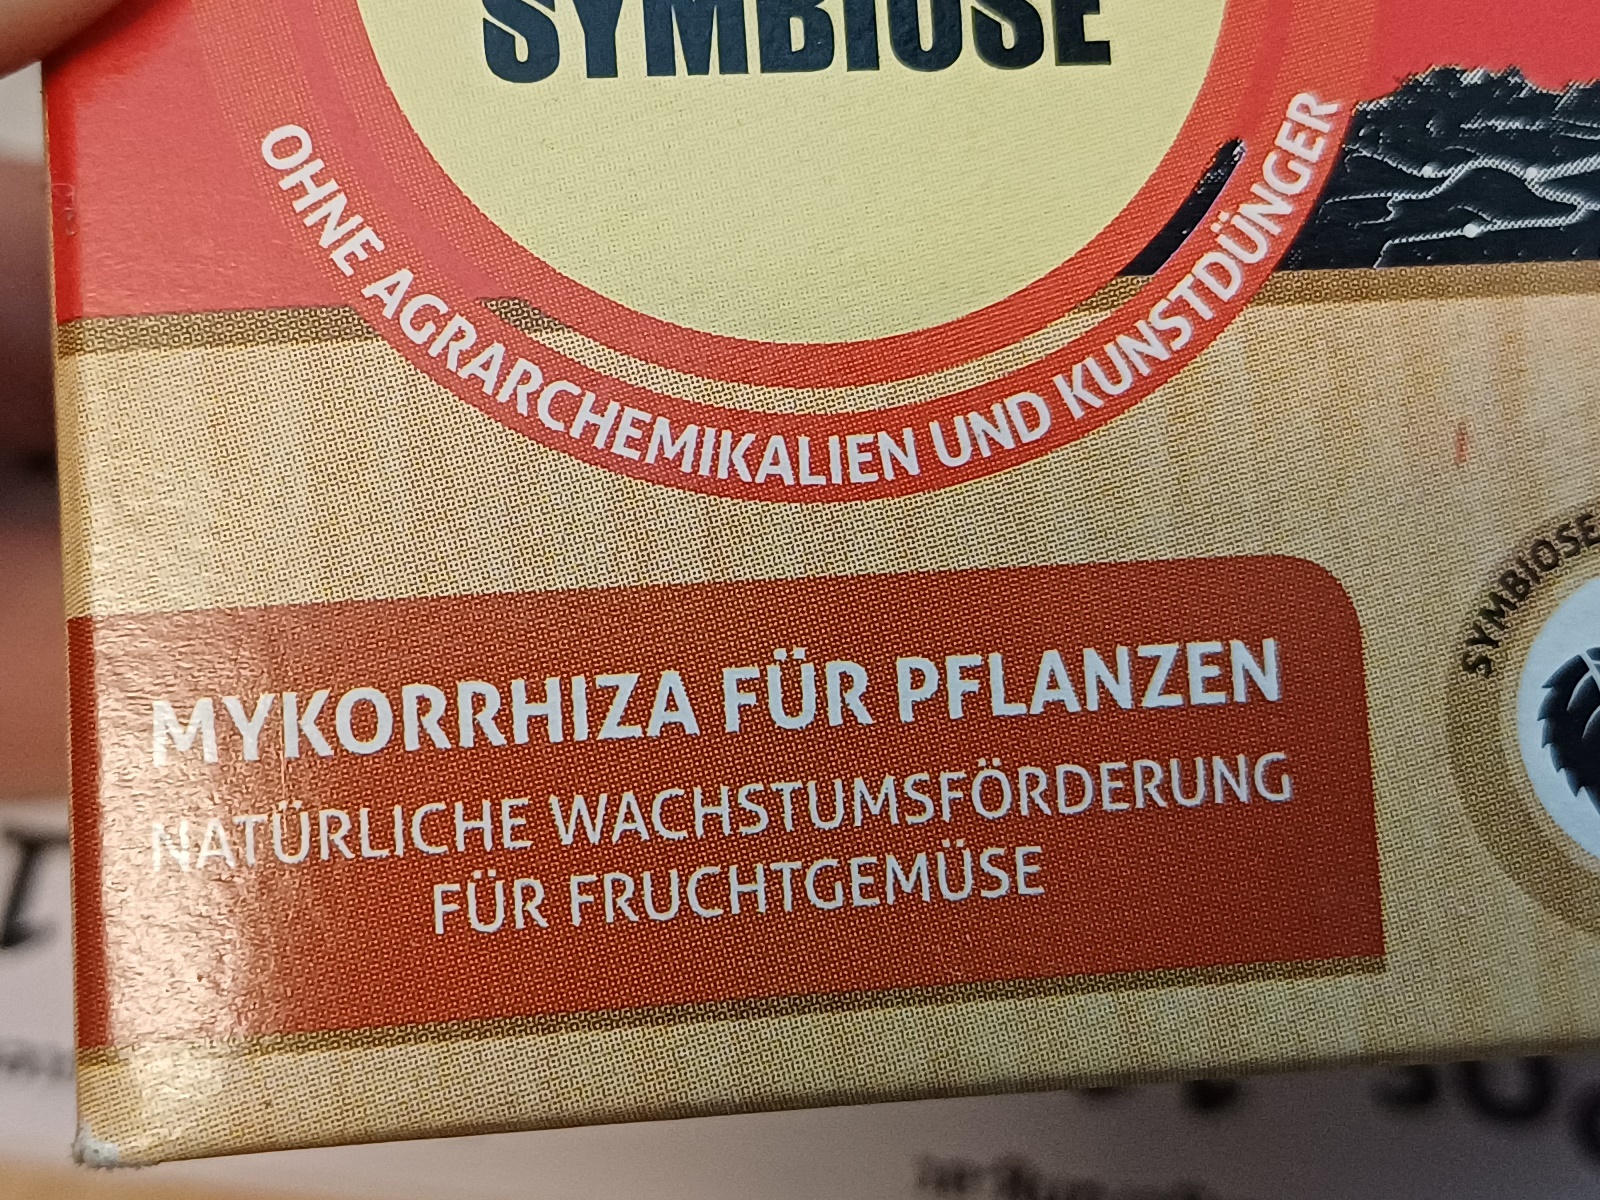 SYMBIOSE
OHNE AGRARCHEMIKALIEN UND KUNSTDÜNGER
SYMBIOSE
MYKORRHIZA FÜR PFLANZEN
NATÜRLICHE WACHSTUMSFÖRDERUNG
FÜR FRUCHTGEMÜSE